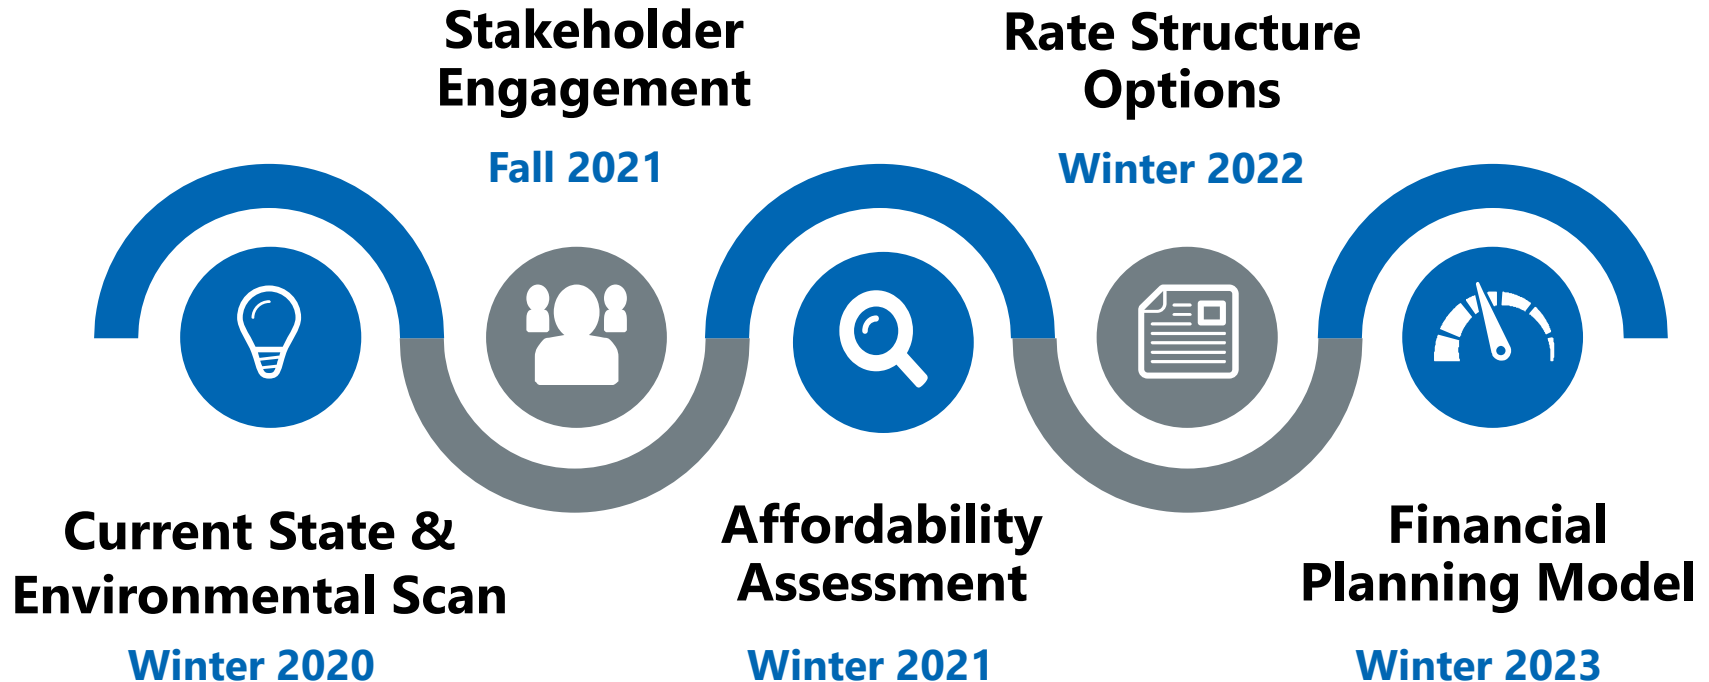 Current State &
Environmental Scan
Winter 2020
Stakeholder
Engagement
Fall 2021
Affordability
Assessment
Winter 2021
Rate Structure
Options
Winter 2022
Financial
Planning Model
Winter 2023